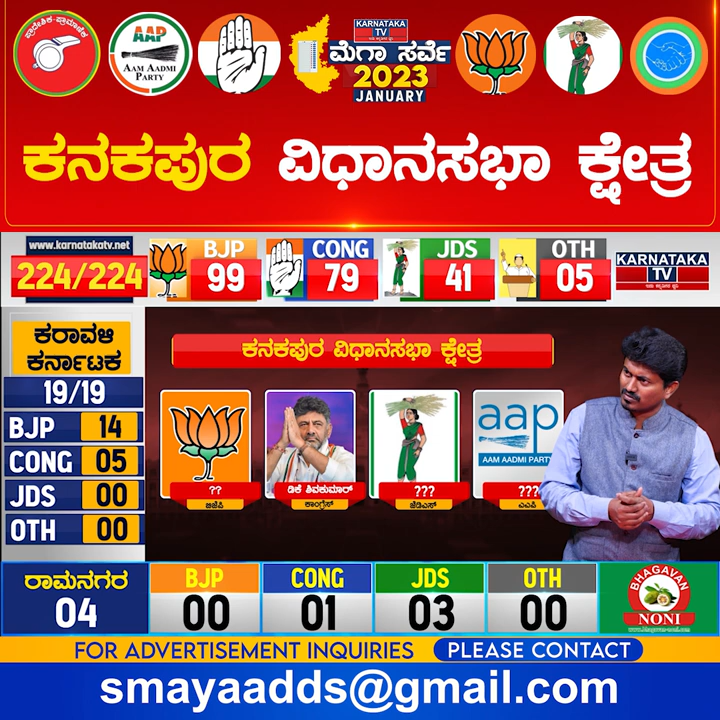 ಪ್ರಾದೇಶಿಕ-ಪ್ರಾಮಾಣಿಕ
AAP
AAM AADMI
PARTY
KARNATAKA
TV
ಮೆಗಾ ಸರ್ವೆ
2023
JANUARY
ಕನಕಪುರ ವಿಧಾನಸಭಾ ಕ್ಷೇತ್ರ
www.karnatakatv.net
224/224
BJP
99
CONG
79
JDS
41
OTH
05
KARNATAKA
TV
ಕರಾವಳಿ
ಕರ್ನಾಟಕ
19/19
BJP 14
CONG 05
JDS 00
OTH 00
ಕನಕಪುರ ವಿಧಾನಸಭಾ ಕ್ಷೇತ್ರ
??
ಬಿಜೆಪಿ
ಡಿಕೆ ಶಿವಕುಮಾರ್
ಕಾಂಗ್ರೆಸ್
???
ಜೆಡಿಎಸ್
aap
AAM AADMI PARTY
???
ಎಎಪಿ
ರಾಮನಗರ
04
BJP
00
CONG
01
JDS
03
OTH
00
BHAGAVAN
NONI
FOR ADVERTISEMENT INQUIRIES PLEASE CONTACT
smayaadds@gmail.com